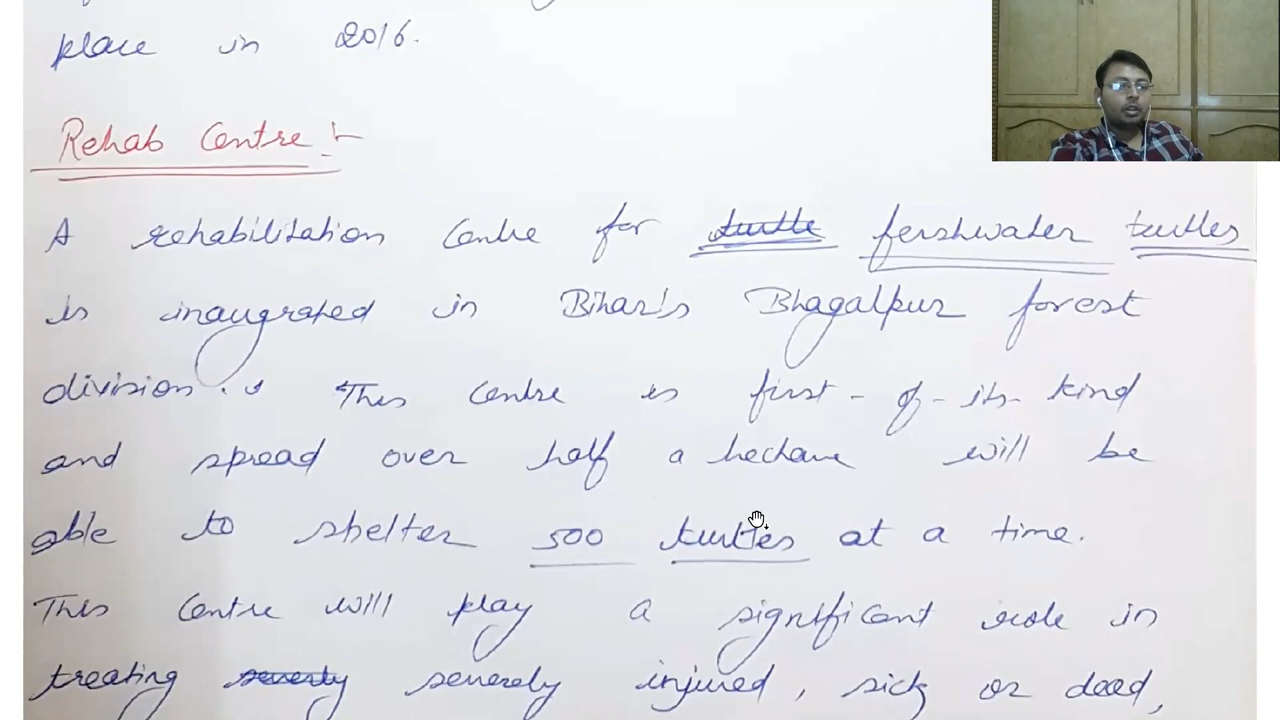 place in 2016.
Rehab Centre :-
A rehabilitation centre for turtle fershwater turtles
is inaugrated in Bihar's Bhagalpur forest
division. This centre is first-of-its-kind
and spread over half a hectare will be
able to shelter 500 turtles at a time.
This centre will play a significant role in
treating severly severely injured, sick or dead,